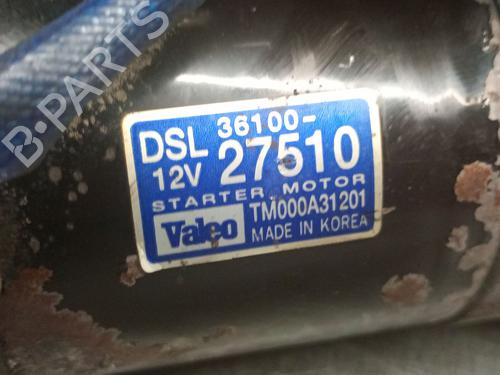 B-PARTS
DSL 36100-
12V 27510
STARTER MOTOR
Valeo TM000A31201
MADE IN KOREA